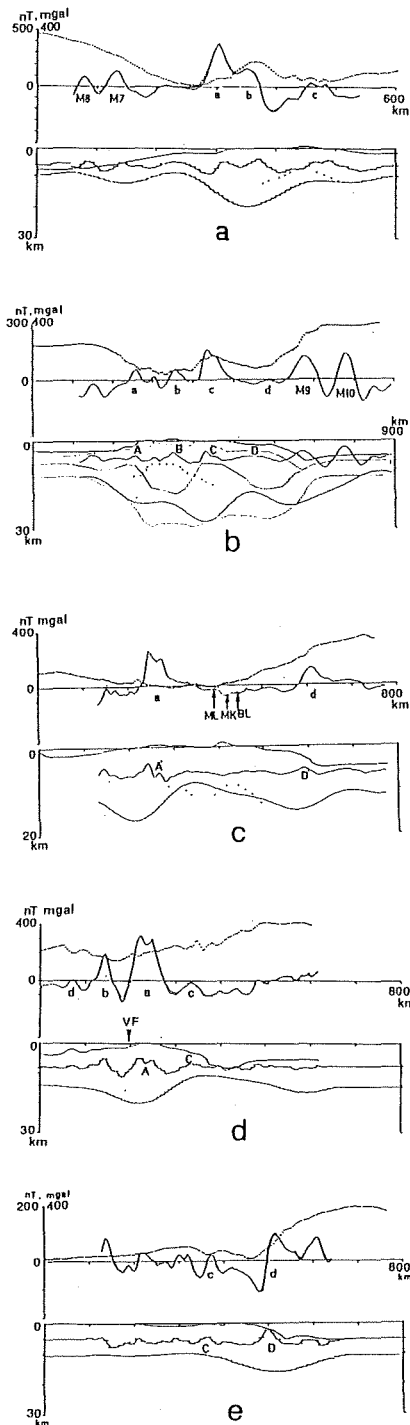 nT, mgal
500 400
0
M8 M7 a b c
600
km
0
30
km
a
nT, mgal
300 400
0
a b c d M9 M10
km
900
0
A B C D
30
km
b
nT mgal
400
0
a d
ML MK BL
800
km
0
A D
20
km
c
nT mgal
400
0
d b a c
800
km
VF
0
C
A
30
km
d
nT, mgal
200 400
0
c d
800
km
0
C D
30
km
e